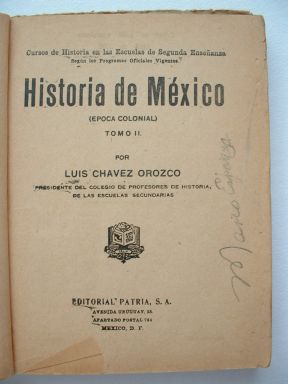 Cursos de Historia en las Escuelas de Segunda Enseñanza
Según los Programas Oficiales Vigentes.
Historia de México
(EPOCA COLONIAL)
TOMO II.
POR
LUIS CHAVEZ OROZCO
PRESIDENTE DEL COLEGIO DE PROFESORES DE HISTORIA,
DE LAS ESCUELAS SECUNDARIAS
EDITORIAL PATRIA, S. A.
AVENIDA URUGUAY, 25.
APARTADO POSTAL 784
MEXICO, D. F.